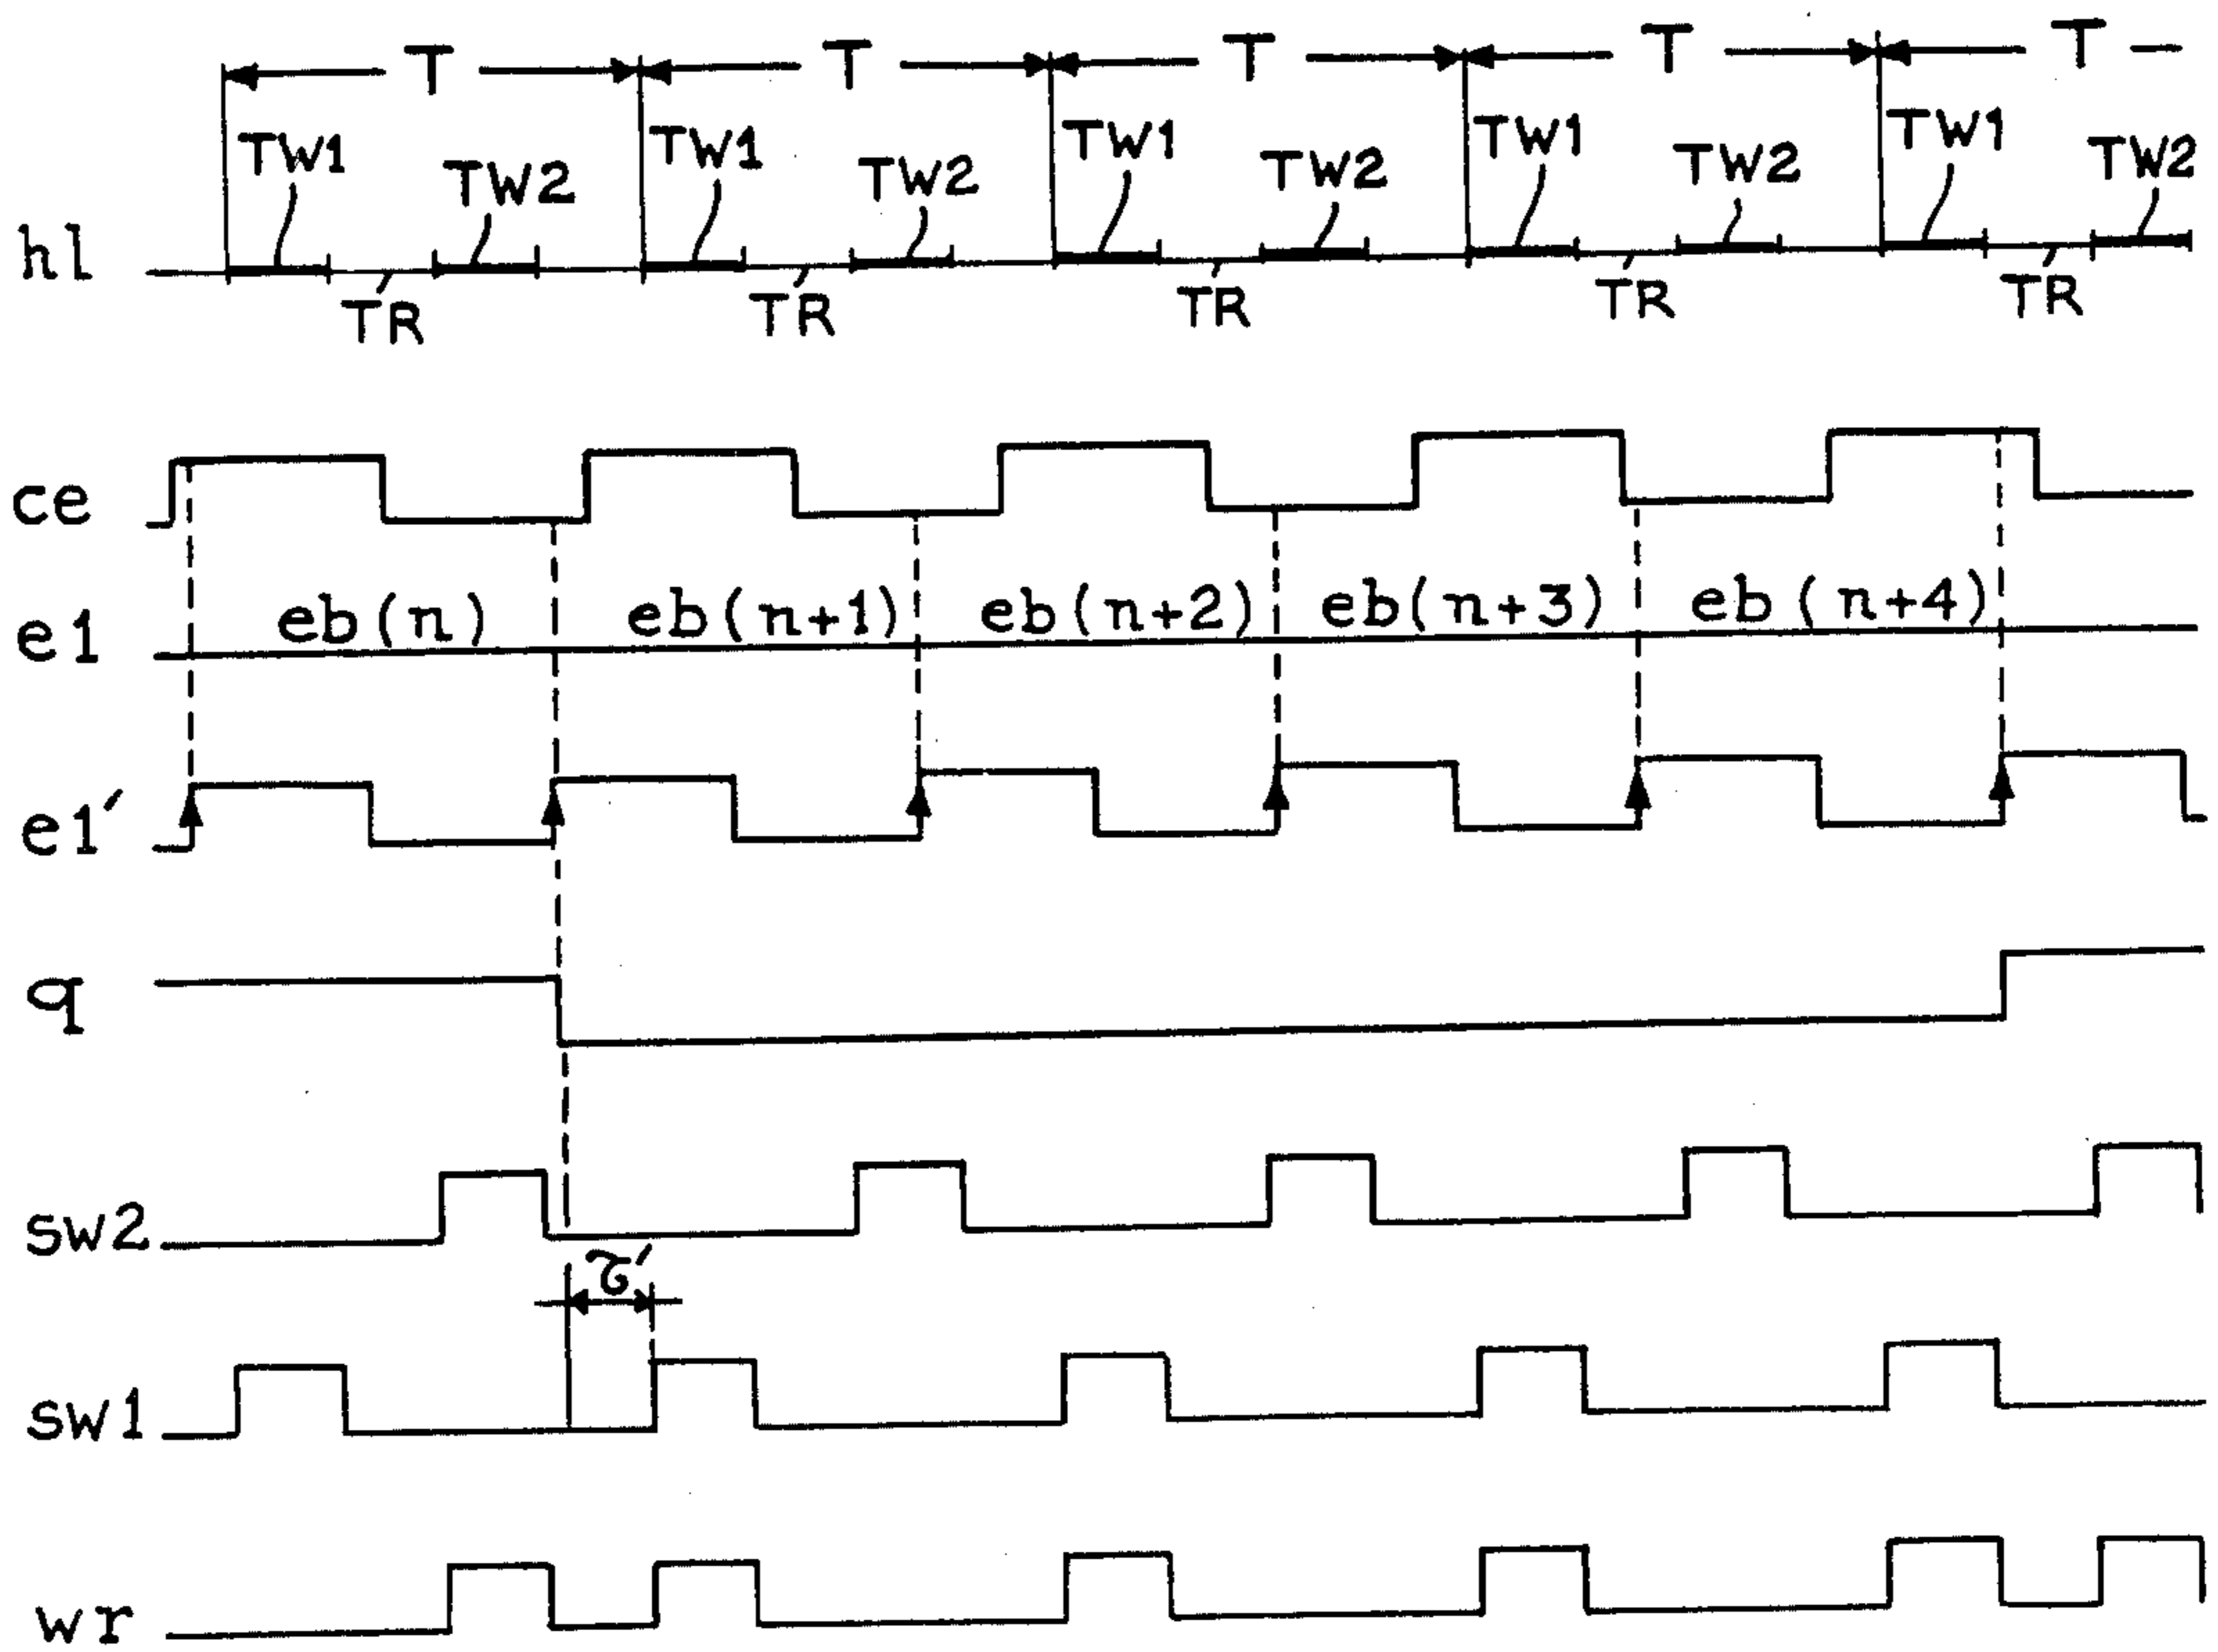 T T T T T
TW1 TW2 TW1 TW2 TW1 TW2 TW1 TW2 TW1 TW2
hl
TR TR TR TR TR
ce
e1 eb(n) eb(n+1) eb(n+2) eb(n+3) eb(n+4)
e1′
q
sw2
τ′
sw1
wr